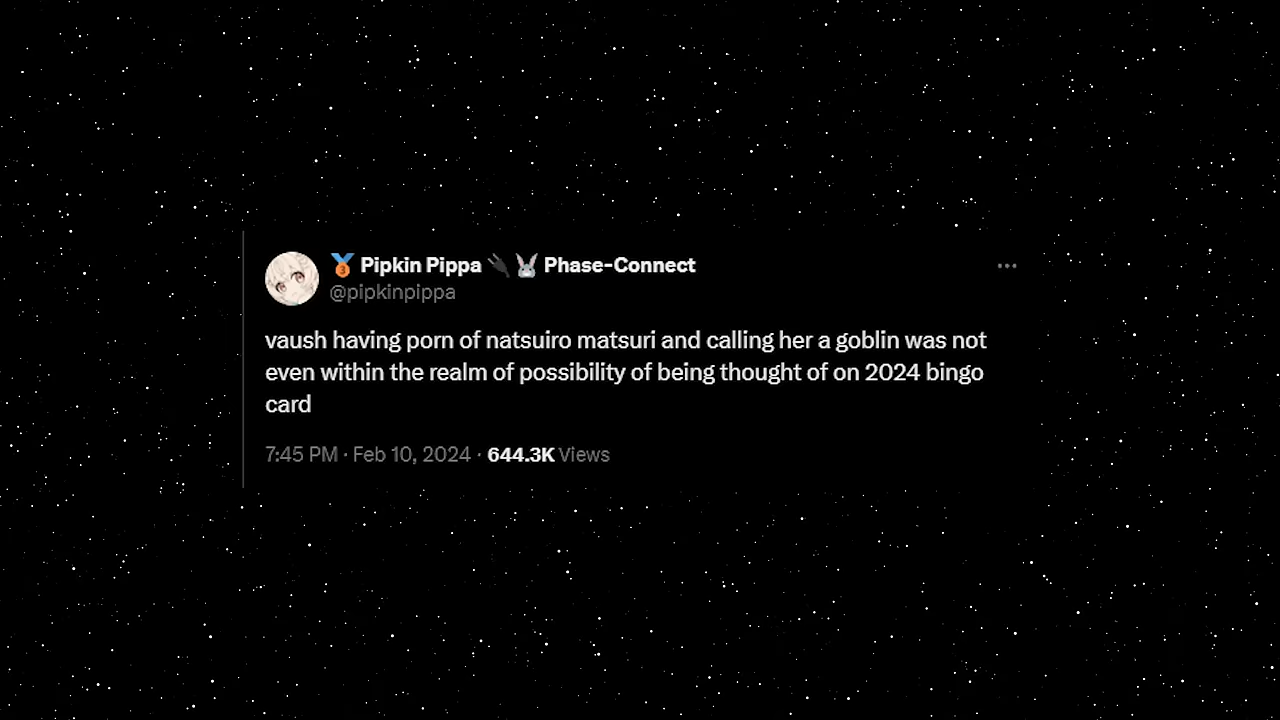 🥉 Pipkin Pippa 🔌🐰 Phase-Connect
@pipkinpippa
vaush having porn of natsuiro matsuri and calling her a goblin was not
even within the realm of possibility of being thought of on 2024 bingo
card
7:45 PM · Feb 10, 2024 · 644.3K Views